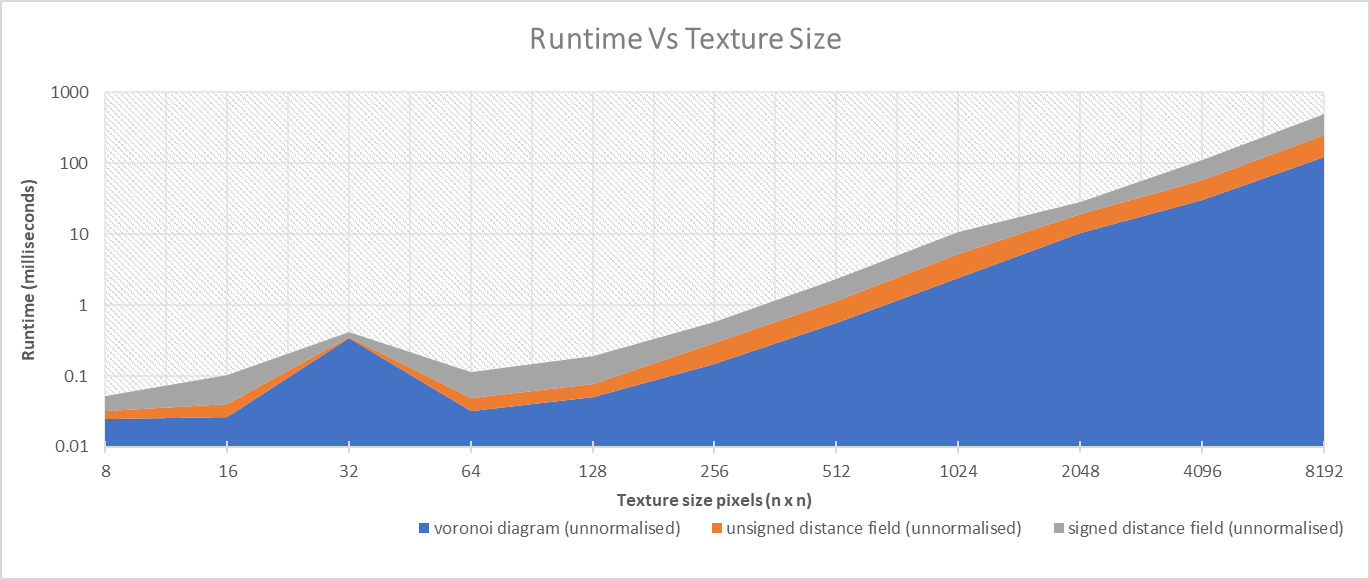 Runtime Vs Texture Size
1000
100
10
1
0.1
0.01
Runtime (milliseconds)
8 16 32 64 128 256 512 1024 2048 4096 8192
Texture size pixels (n x n)
voronoi diagram (unnormalised) unsigned distance field (unnormalised) signed distance field (unnormalised)